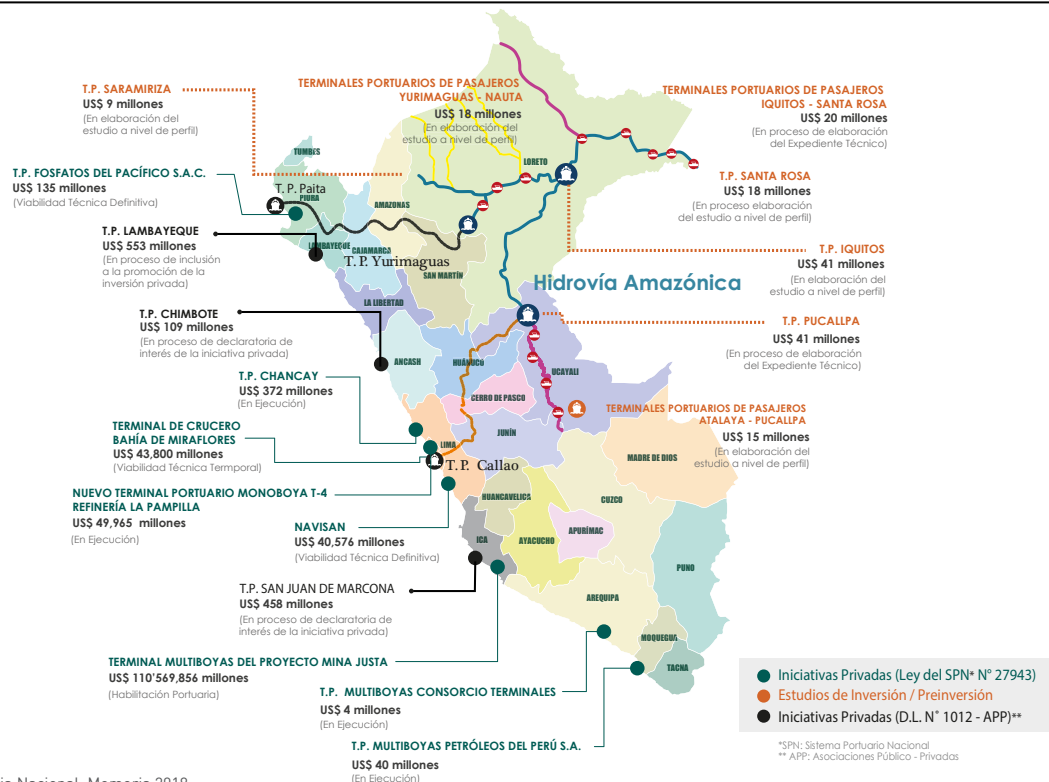 T.P. SARAMIRIZA
US$ 9 millones
(En elaboración del
estudio a nivel de perfil)
TERMINALES PORTUARIOS DE PASAJEROS
YURIMAGUAS - NAUTA
US$ 18 millones
(En elaboración del
estudio a nivel de perfil)
TERMINALES PORTUARIOS DE PASAJEROS
IQUITOS - SANTA ROSA
US$ 20 millones
(En proceso de elaboración
del Expediente Técnico)
T.P. FOSFATOS DEL PACÍFICO S.A.C.
US$ 135 millones
(Viabilidad Técnica Definitiva)
T.P. SANTA ROSA
US$ 18 millones
(En proceso elaboración
del estudio a nivel de perfil)
TUMBES
T. P. Paita
PIURA
LORETO
AMAZONAS
T.P. LAMBAYEQUE
US$ 553 millones
(En proceso de inclusión
a la promoción de la
inversión privada)
LAMBAYEQUE
CAJAMARCA
T. P. Yurimaguas
SAN MARTÍN
T.P. IQUITOS
US$ 41 millones
(En elaboración del
estudio a nivel de perfil)
Hidrovía Amazónica
LA LIBERTAD
T.P. CHIMBOTE
US$ 109 millones
(En proceso de declaratoria de
interés de la iniciativa privada)
T.P. PUCALLPA
US$ 41 millones
(En proceso de elaboración
del Expediente Técnico)
ANCASH
HUÁNUCO
UCAYALI
T.P. CHANCAY
US$ 372 millones
(En Ejecución)
CERRO DE PASCO
TERMINALES PORTUARIOS DE PASAJEROS
ATALAYA - PUCALLPA
US$ 15 millones
(En elaboración del
estudio a nivel de perfil)
TERMINAL DE CRUCERO
BAHÍA DE MIRAFLORES
US$ 43,800 millones
(Viabilidad Técnica Termporal)
LIMA
JUNÍN
MADRE DE DIOS
T. P. Callao
NUEVO TERMINAL PORTUARIO MONOBOYA T-4
REFINERÍA LA PAMPILLA
US$ 49,965 millones
(En Ejecución)
HUANCAVELICA
CUZCO
NAVISAN
US$ 40,576 millones
(Viabilidad Técnica Definitiva)
ICA
AYACUCHO
APURÍMAC
PUNO
T.P. SAN JUAN DE MARCONA
US$ 458 millones
(En proceso de declaratoria de
interés de la iniciativa privada)
AREQUIPA
MOQUEGUA
TACNA
TERMINAL MULTIBOYAS DEL PROYECTO MINA JUSTA
US$ 110'569,856 millones
(Habilitación Portuaria)
T.P. MULTIBOYAS CONSORCIO TERMINALES
US$ 4 millones
(En Ejecución)
T.P. MULTIBOYAS PETRÓLEOS DEL PERÚ S.A.
US$ 40 millones
(En Ejecución)
Iniciativas Privadas (Ley del SPN* N° 27943)
Estudios de Inversión / Preinversión
Iniciativas Privadas (D.L. N° 1012 - APP)**
*SPN: Sistema Portuario Nacional
** APP: Asociaciones Público - Privadas
Nacional. Memoria 2018